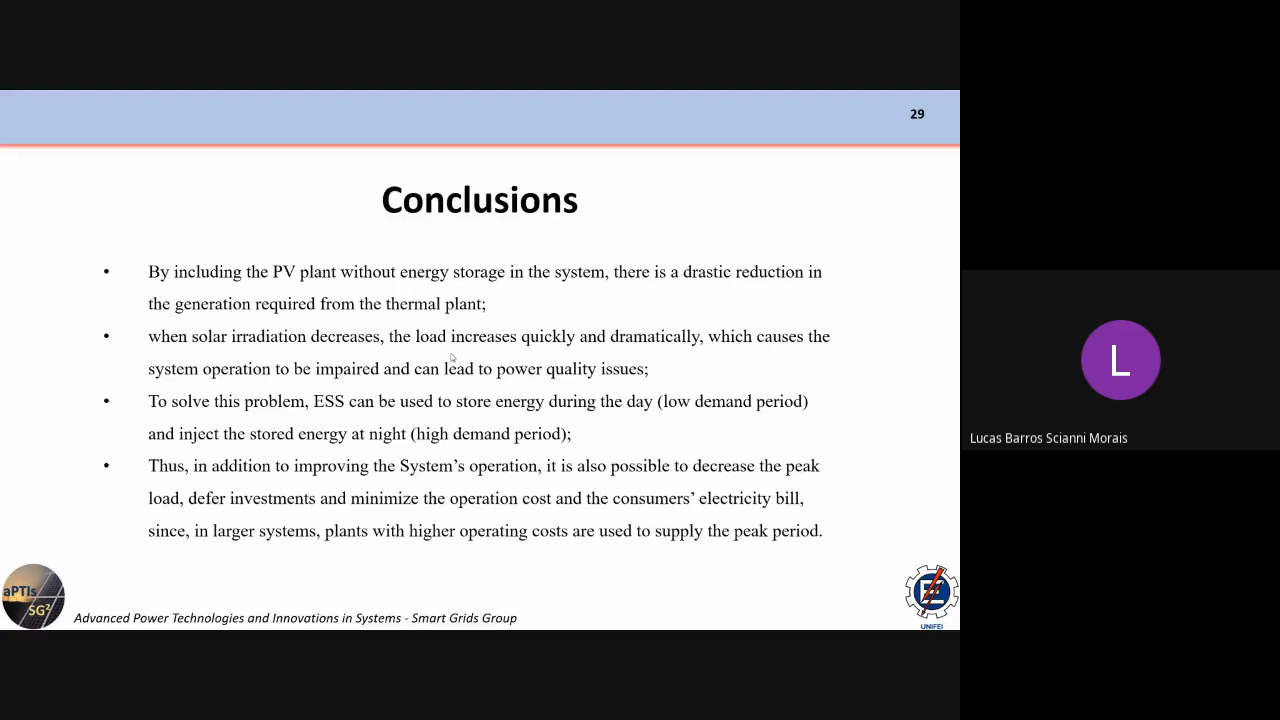 29
Conclusions
• By including the PV plant without energy storage in the system, there is a drastic reduction in
the generation required from the thermal plant;
• when solar irradiation decreases, the load increases quickly and dramatically, which causes the
system operation to be impaired and can lead to power quality issues;
• To solve this problem, ESS can be used to store energy during the day (low demand period)
and inject the stored energy at night (high demand period);
• Thus, in addition to improving the System's operation, it is also possible to decrease the peak
load, defer investments and minimize the operation cost and the consumers' electricity bill,
since, in larger systems, plants with higher operating costs are used to supply the peak period.
aPTIs
SG²
Advanced Power Technologies and Innovations in Systems - Smart Grids Group
E
UNIFEI
L
Lucas Barros Scianni Morais